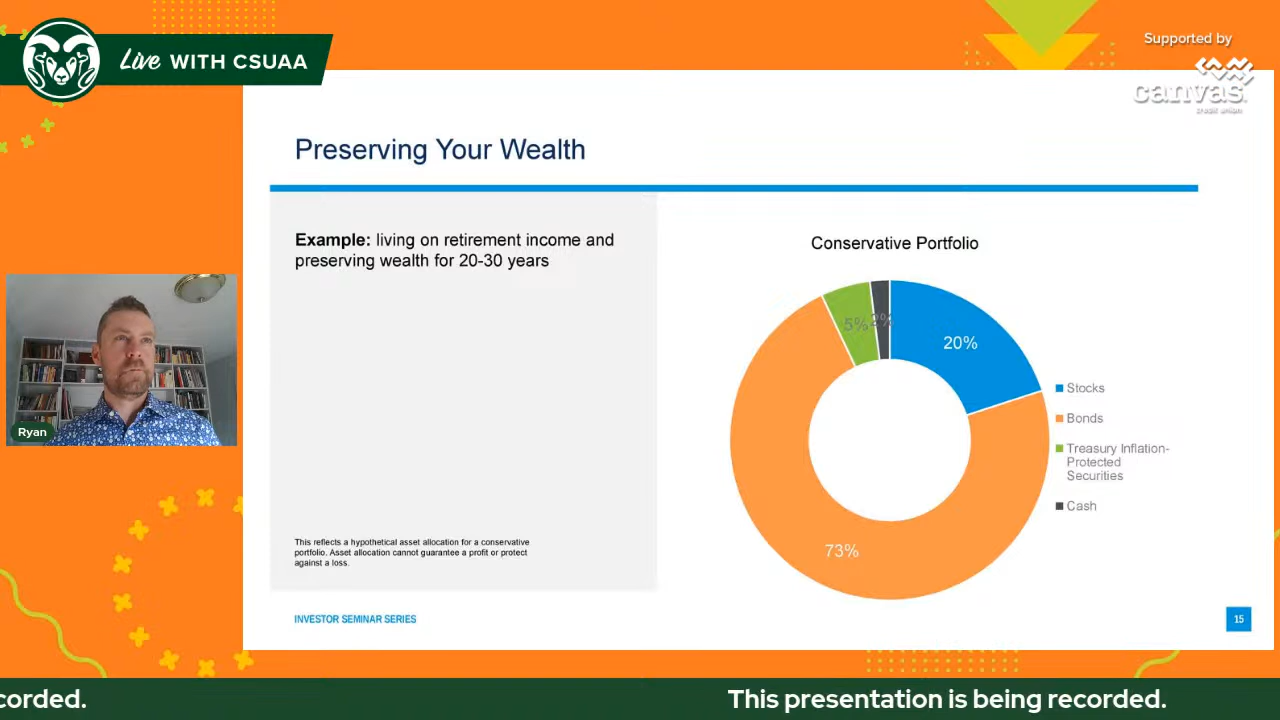 Live WITH CSUAA
Supported by
canvas
credit union
Preserving Your Wealth
Example: living on retirement income and
preserving wealth for 20-30 years
Conservative Portfolio
5%
2%
20%
73%
Stocks
Bonds
Treasury Inflation-
Protected
Securities
Cash
Ryan
This reflects a hypothetical asset allocation for a conservative
portfolio. Asset allocation cannot guarantee a profit or protect
against a loss.
INVESTOR SEMINAR SERIES
15
corded.
This presentation is being recorded.